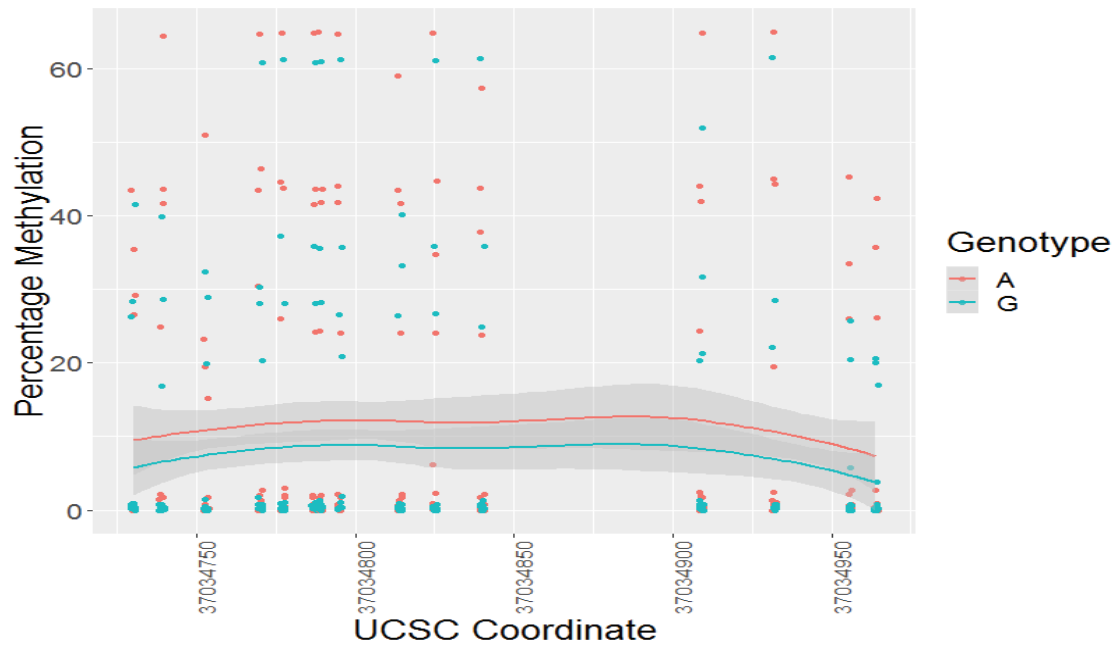 Percentage Methylation
60
40
20
0
37034750
37034800
37034850
37034900
37034950
UCSC Coordinate
Genotype
A
G